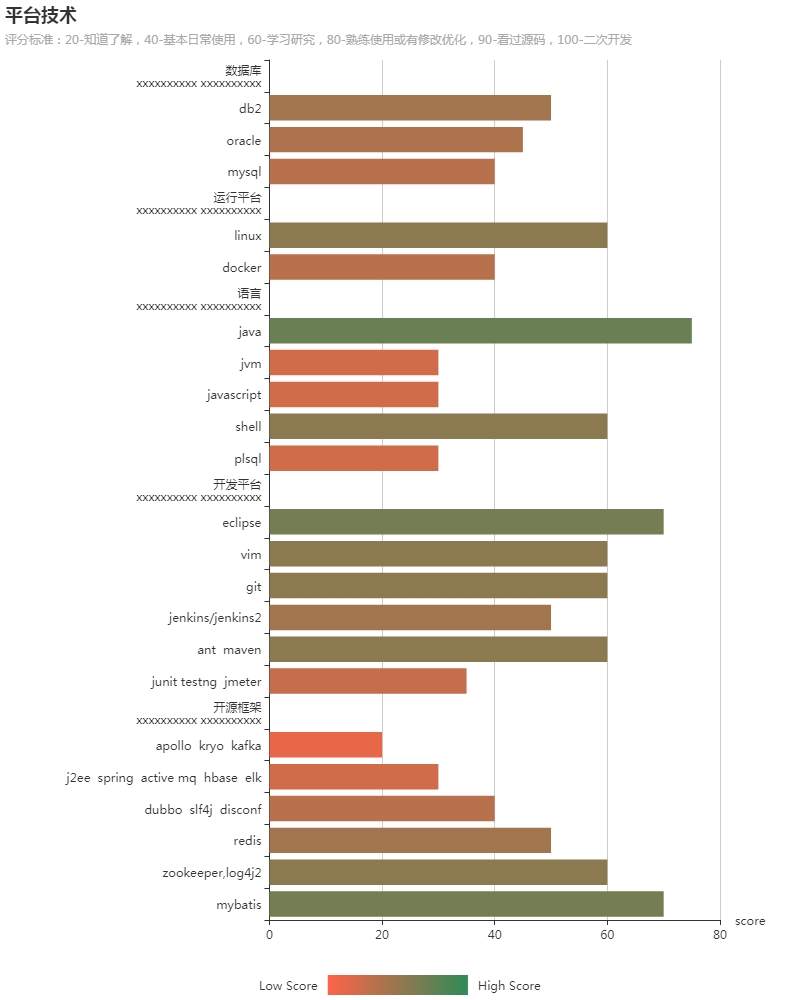 平台技术
评分标准：20-知道了解，40-基本日常使用，60-学习研究，80-熟练使用或有修改优化，90-看过源码，100-二次开发
数据库
xxxxxxxxxx xxxxxxxxxx
db2
oracle
mysql
运行平台
xxxxxxxxxx xxxxxxxxxx
linux
docker
语言
xxxxxxxxxx xxxxxxxxxx
java
jvm
javascript
shell
plsql
开发平台
xxxxxxxxxx xxxxxxxxxx
eclipse
vim
git
jenkins/jenkins2
ant  maven
junit testng  jmeter
开源框架
xxxxxxxxxx xxxxxxxxxx
apollo  kryo  kafka
j2ee  spring  active mq  hbase  elk
dubbo  slf4j  disconf
redis
zookeeper,log4j2
mybatis
score
0 20 40 60 80
Low Score High Score